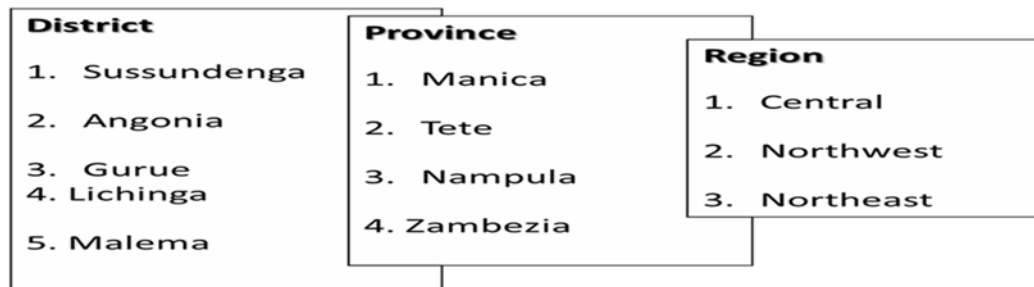 District
1. Sussundenga
2. Angonia
3. Gurue
4. Lichinga
5. Malema
Province
1. Manica
2. Tete
3. Nampula
4. Zambezia
Region
1. Central
2. Northwest
3. Northeast